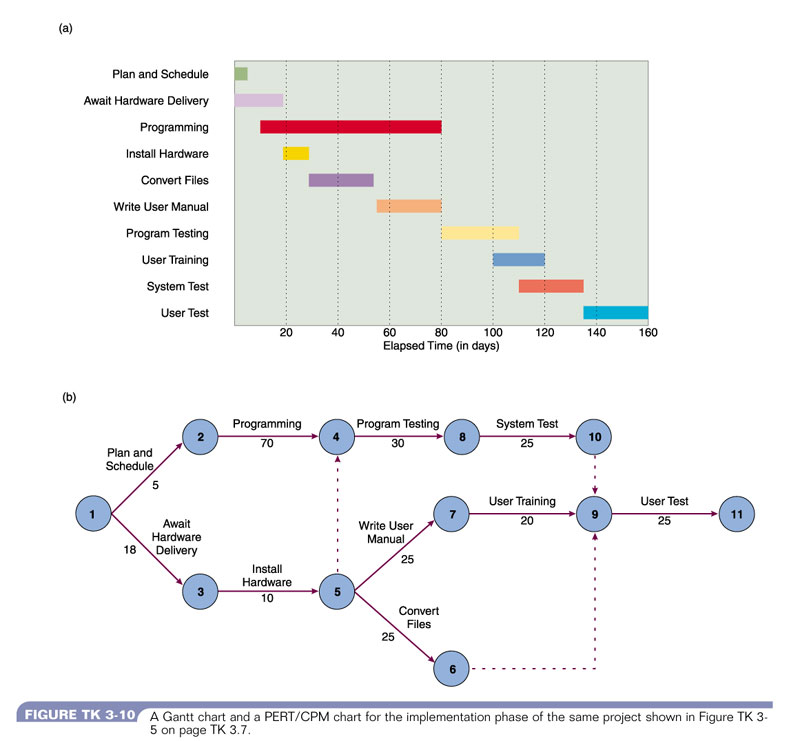 (a)
Plan and Schedule
Await Hardware Delivery
Programming
Install Hardware
Convert Files
Write User Manual
Program Testing
User Training
System Test
User Test
20 40 60 80 100 120 140 160
Elapsed Time (in days)
(b)
2
Programming
70
4
Program Testing
30
8
System Test
25
10
Plan and
Schedule
5
1
Await
Hardware
Delivery
18
3
Install
Hardware
10
5
Write User
Manual
25
7
User Training
20
9
User Test
25
11
Convert
Files
25
6
FIGURE TK 3-10 A Gantt chart and a PERT/CPM chart for the implementation phase of the same project shown in Figure TK 3-
5 on page TK 3.7.